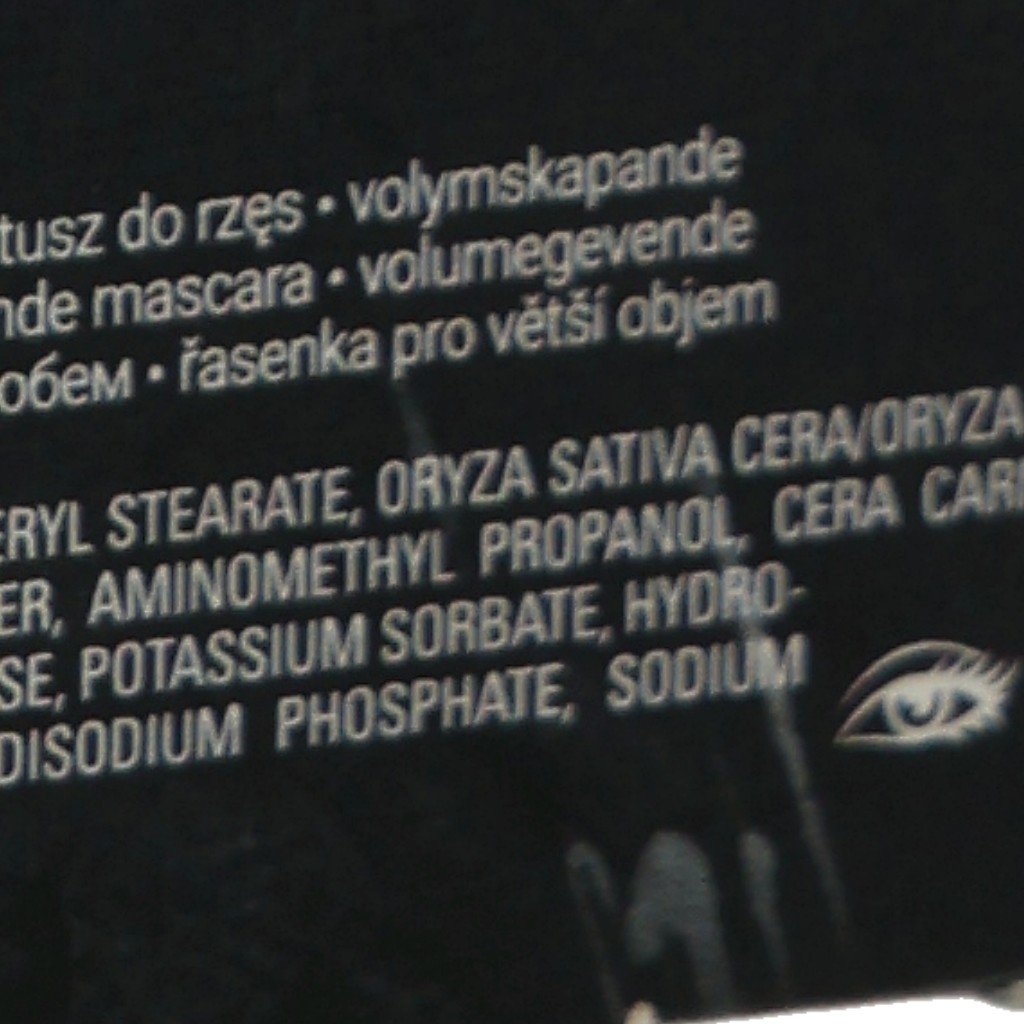 tusz do rzęs • volymskapande
nde mascara • volumegevende
обем • řasenka pro větší objem
ERYL STEARATE, ORYZA SATIVA CERA/ORYZA
ER, AMINOMETHYL PROPANOL, CERA CARN
SE, POTASSIUM SORBATE, HYDRO-
DISODIUM PHOSPHATE, SODIUM